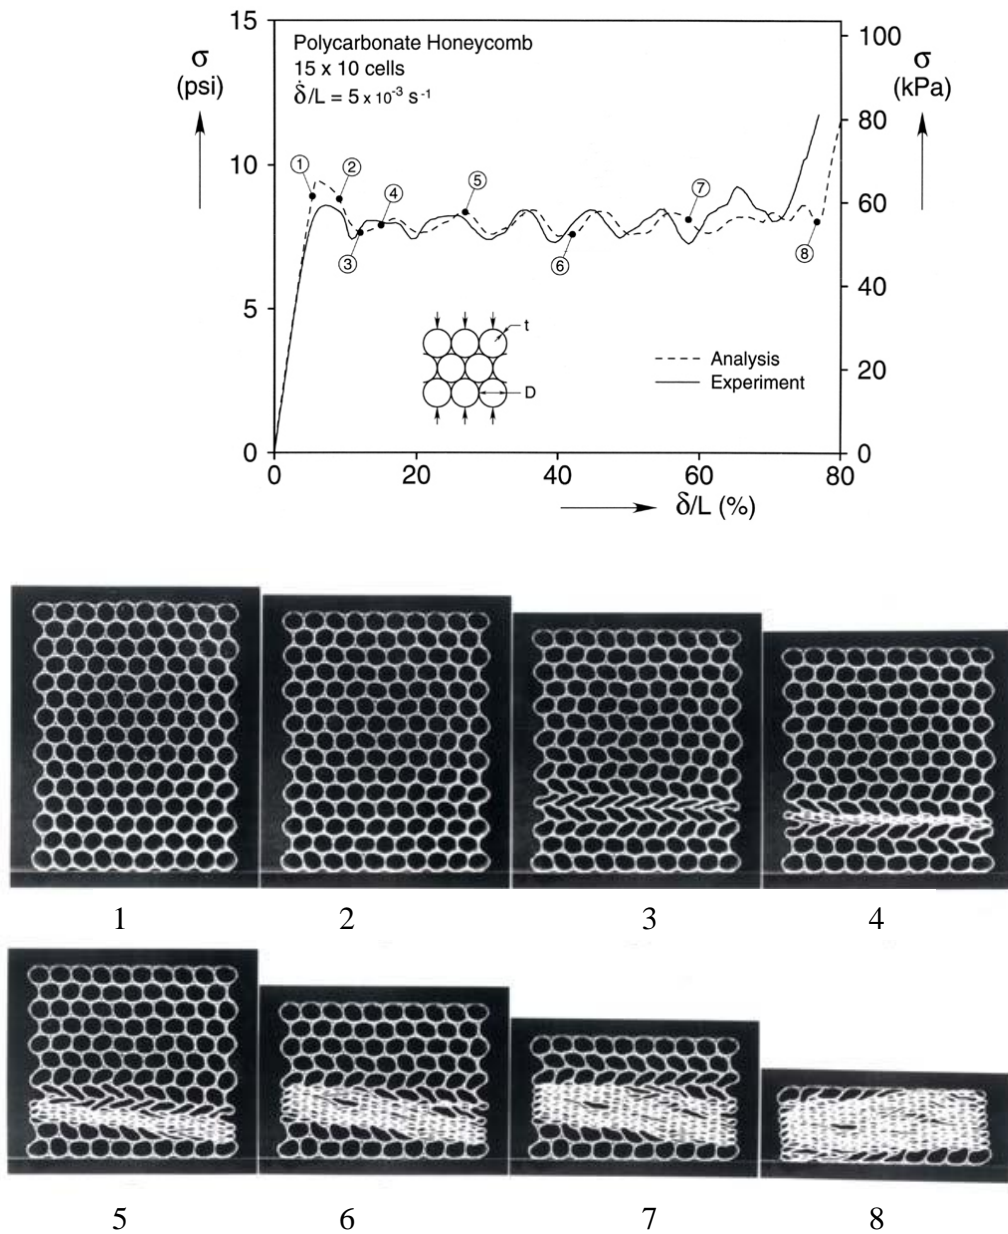 15
σ
(psi)
10
5
0
Polycarbonate Honeycomb
15 x 10 cells
δ̇/L = 5 x 10⁻³ S⁻¹
100
σ
(kPa)
80
60
40
20
0
1
2
3
4
5
6
7
8
t
D
Analysis
Experiment
0 20 40 60 80
δ/L (%)
1 2 3 4
5 6 7 8